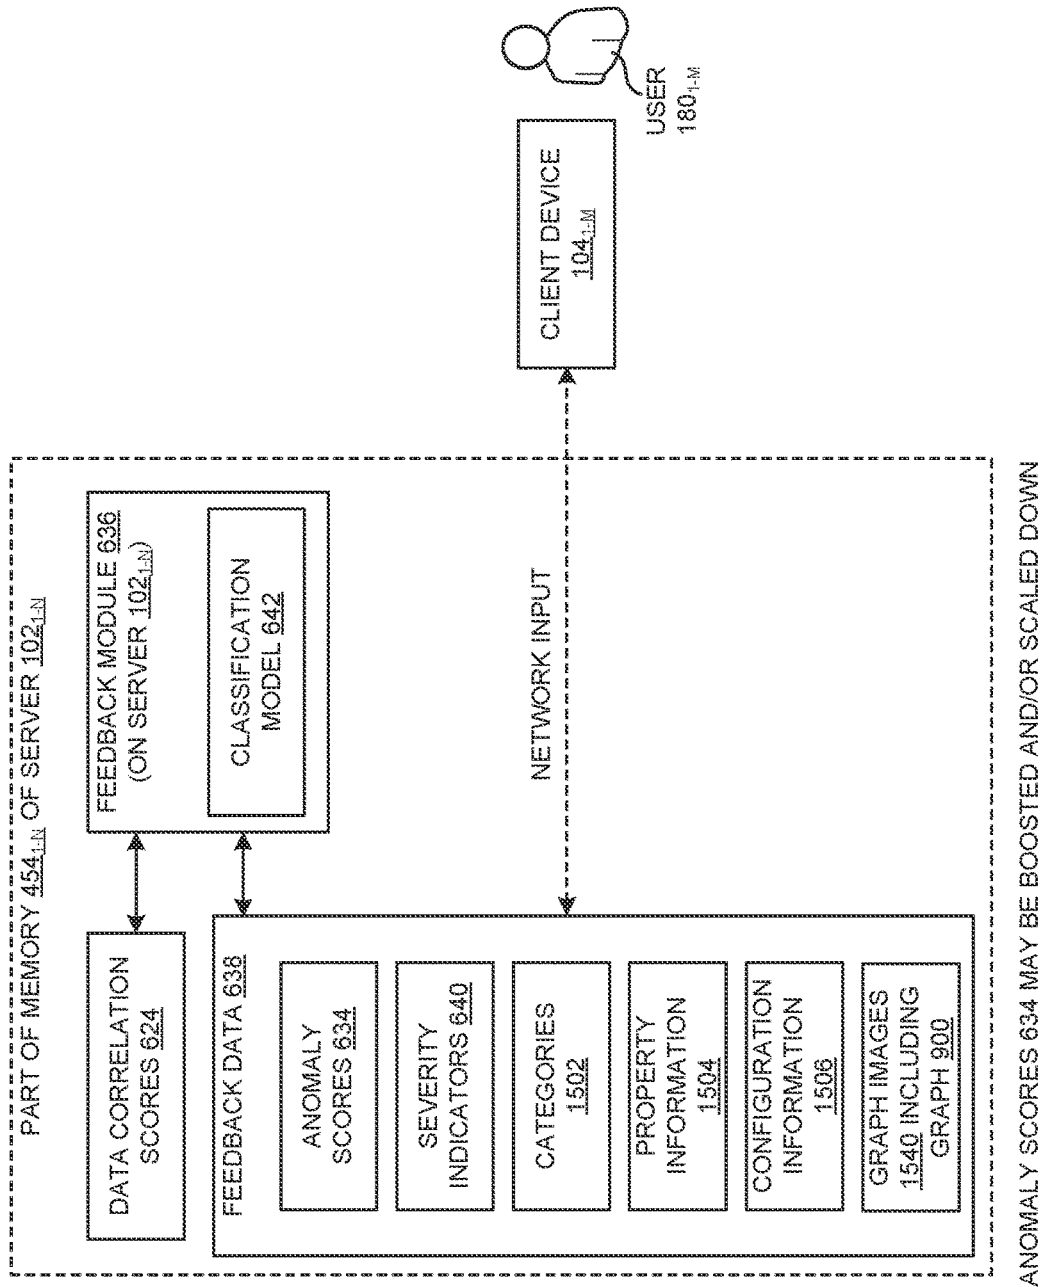 PART OF MEMORY 454₁₋N OF SERVER 102₁₋N
DATA CORRELATION
SCORES 624
FEEDBACK MODULE 636
(ON SERVER 102₁₋N)
CLASSIFICATION
MODEL 642
FEEDBACK DATA 638
ANOMALY
SCORES 634
SEVERITY
INDICATORS 640
CATEGORIES
1502
PROPERTY
INFORMATION
1504
CONFIGURATION
INFORMATION
1506
GRAPH IMAGES
1540 INCLUDING
GRAPH 900
NETWORK INPUT
CLIENT DEVICE
104₁₋M
USER
180₁₋M
ANOMALY SCORES 634 MAY BE BOOSTED AND/OR SCALED DOWN